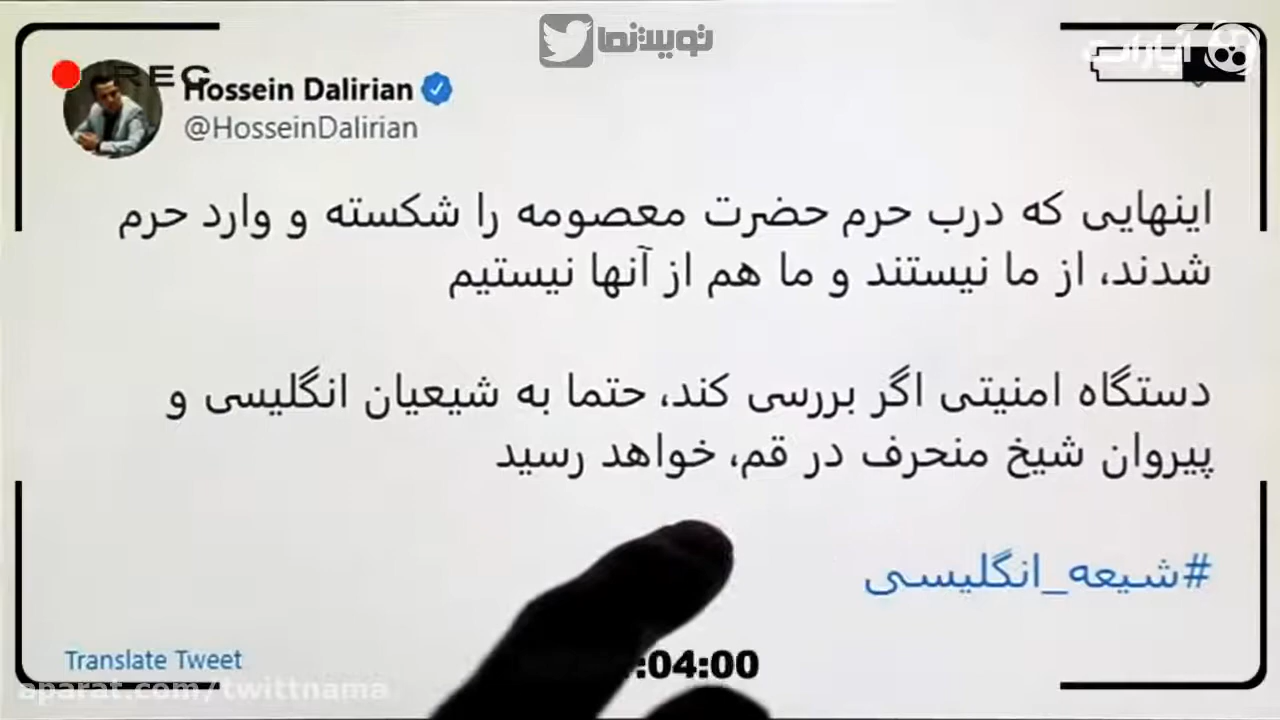 توییتنما
آپارات
REC
Hossein Dalirian
@HosseinDalirian
اینهایی که درب حرم حضرت معصومه را شکسته و وارد حرم
شدند، از ما نیستند و ما هم از آنها نیستیم
دستگاه امنیتی اگر بررسی کند، حتما به شیعیان انگلیسی و
پیروان شیخ منحرف در قم، خواهد رسید
#شیعه_انگلیسی
Translate Tweet
:04:00
aparat.com/twittnama